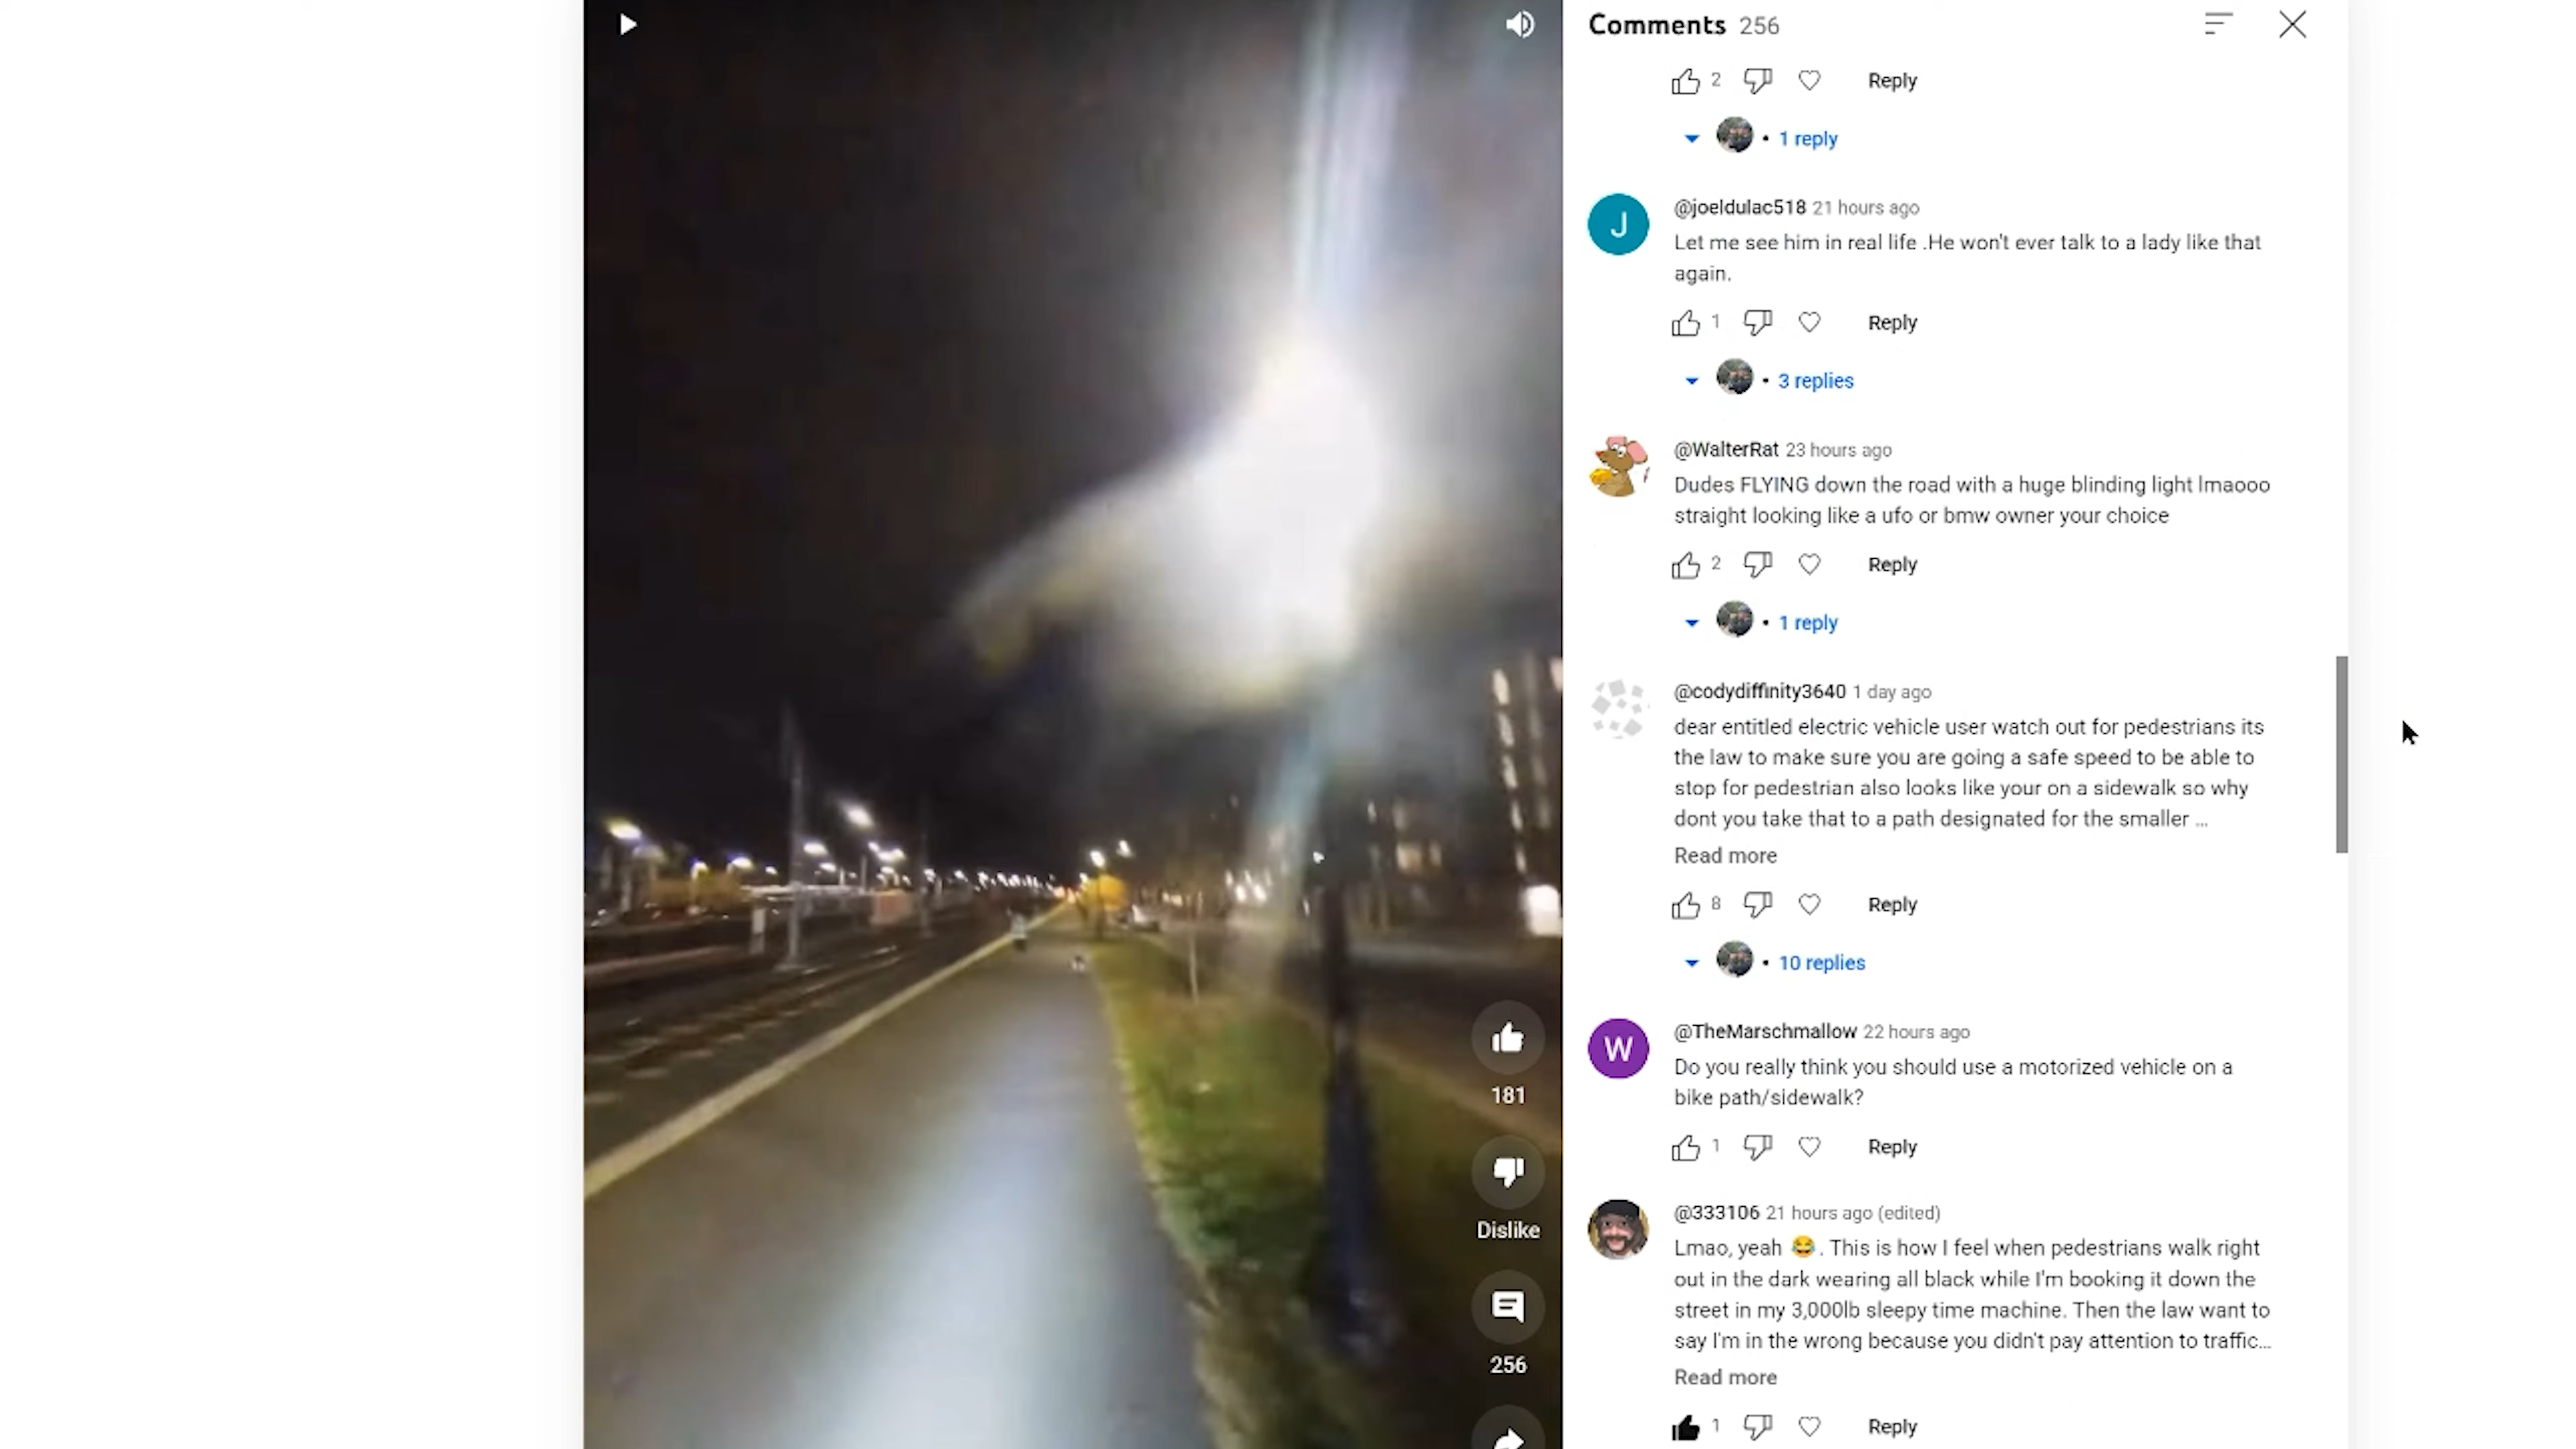 Comments 256
2 Reply
1 reply
@joeldulac518 21 hours ago
Let me see him in real life .He won't ever talk to a lady like that
again.
1 Reply
3 replies
@WalterRat 23 hours ago
Dudes FLYING down the road with a huge blinding light lmaooo
straight looking like a ufo or bmw owner your choice
2 Reply
1 reply
@codydiffinity3640 1 day ago
dear entitled electric vehicle user watch out for pedestrians its
the law to make sure you are going a safe speed to be able to
stop for pedestrian also looks like your on a sidewalk so why
dont you take that to a path designated for the smaller ...
Read more
8 Reply
10 replies
W
@TheMarschmallow 22 hours ago
Do you really think you should use a motorized vehicle on a
bike path/sidewalk?
1 Reply
@333106 21 hours ago (edited)
Lmao, yeah 😂 . This is how I feel when pedestrians walk right
out in the dark wearing all black while I'm booking it down the
street in my 3,000lb sleepy time machine. Then the law want to
say I'm in the wrong because you didn't pay attention to traffic...
Read more
1 Reply
J
181
Dislike
256